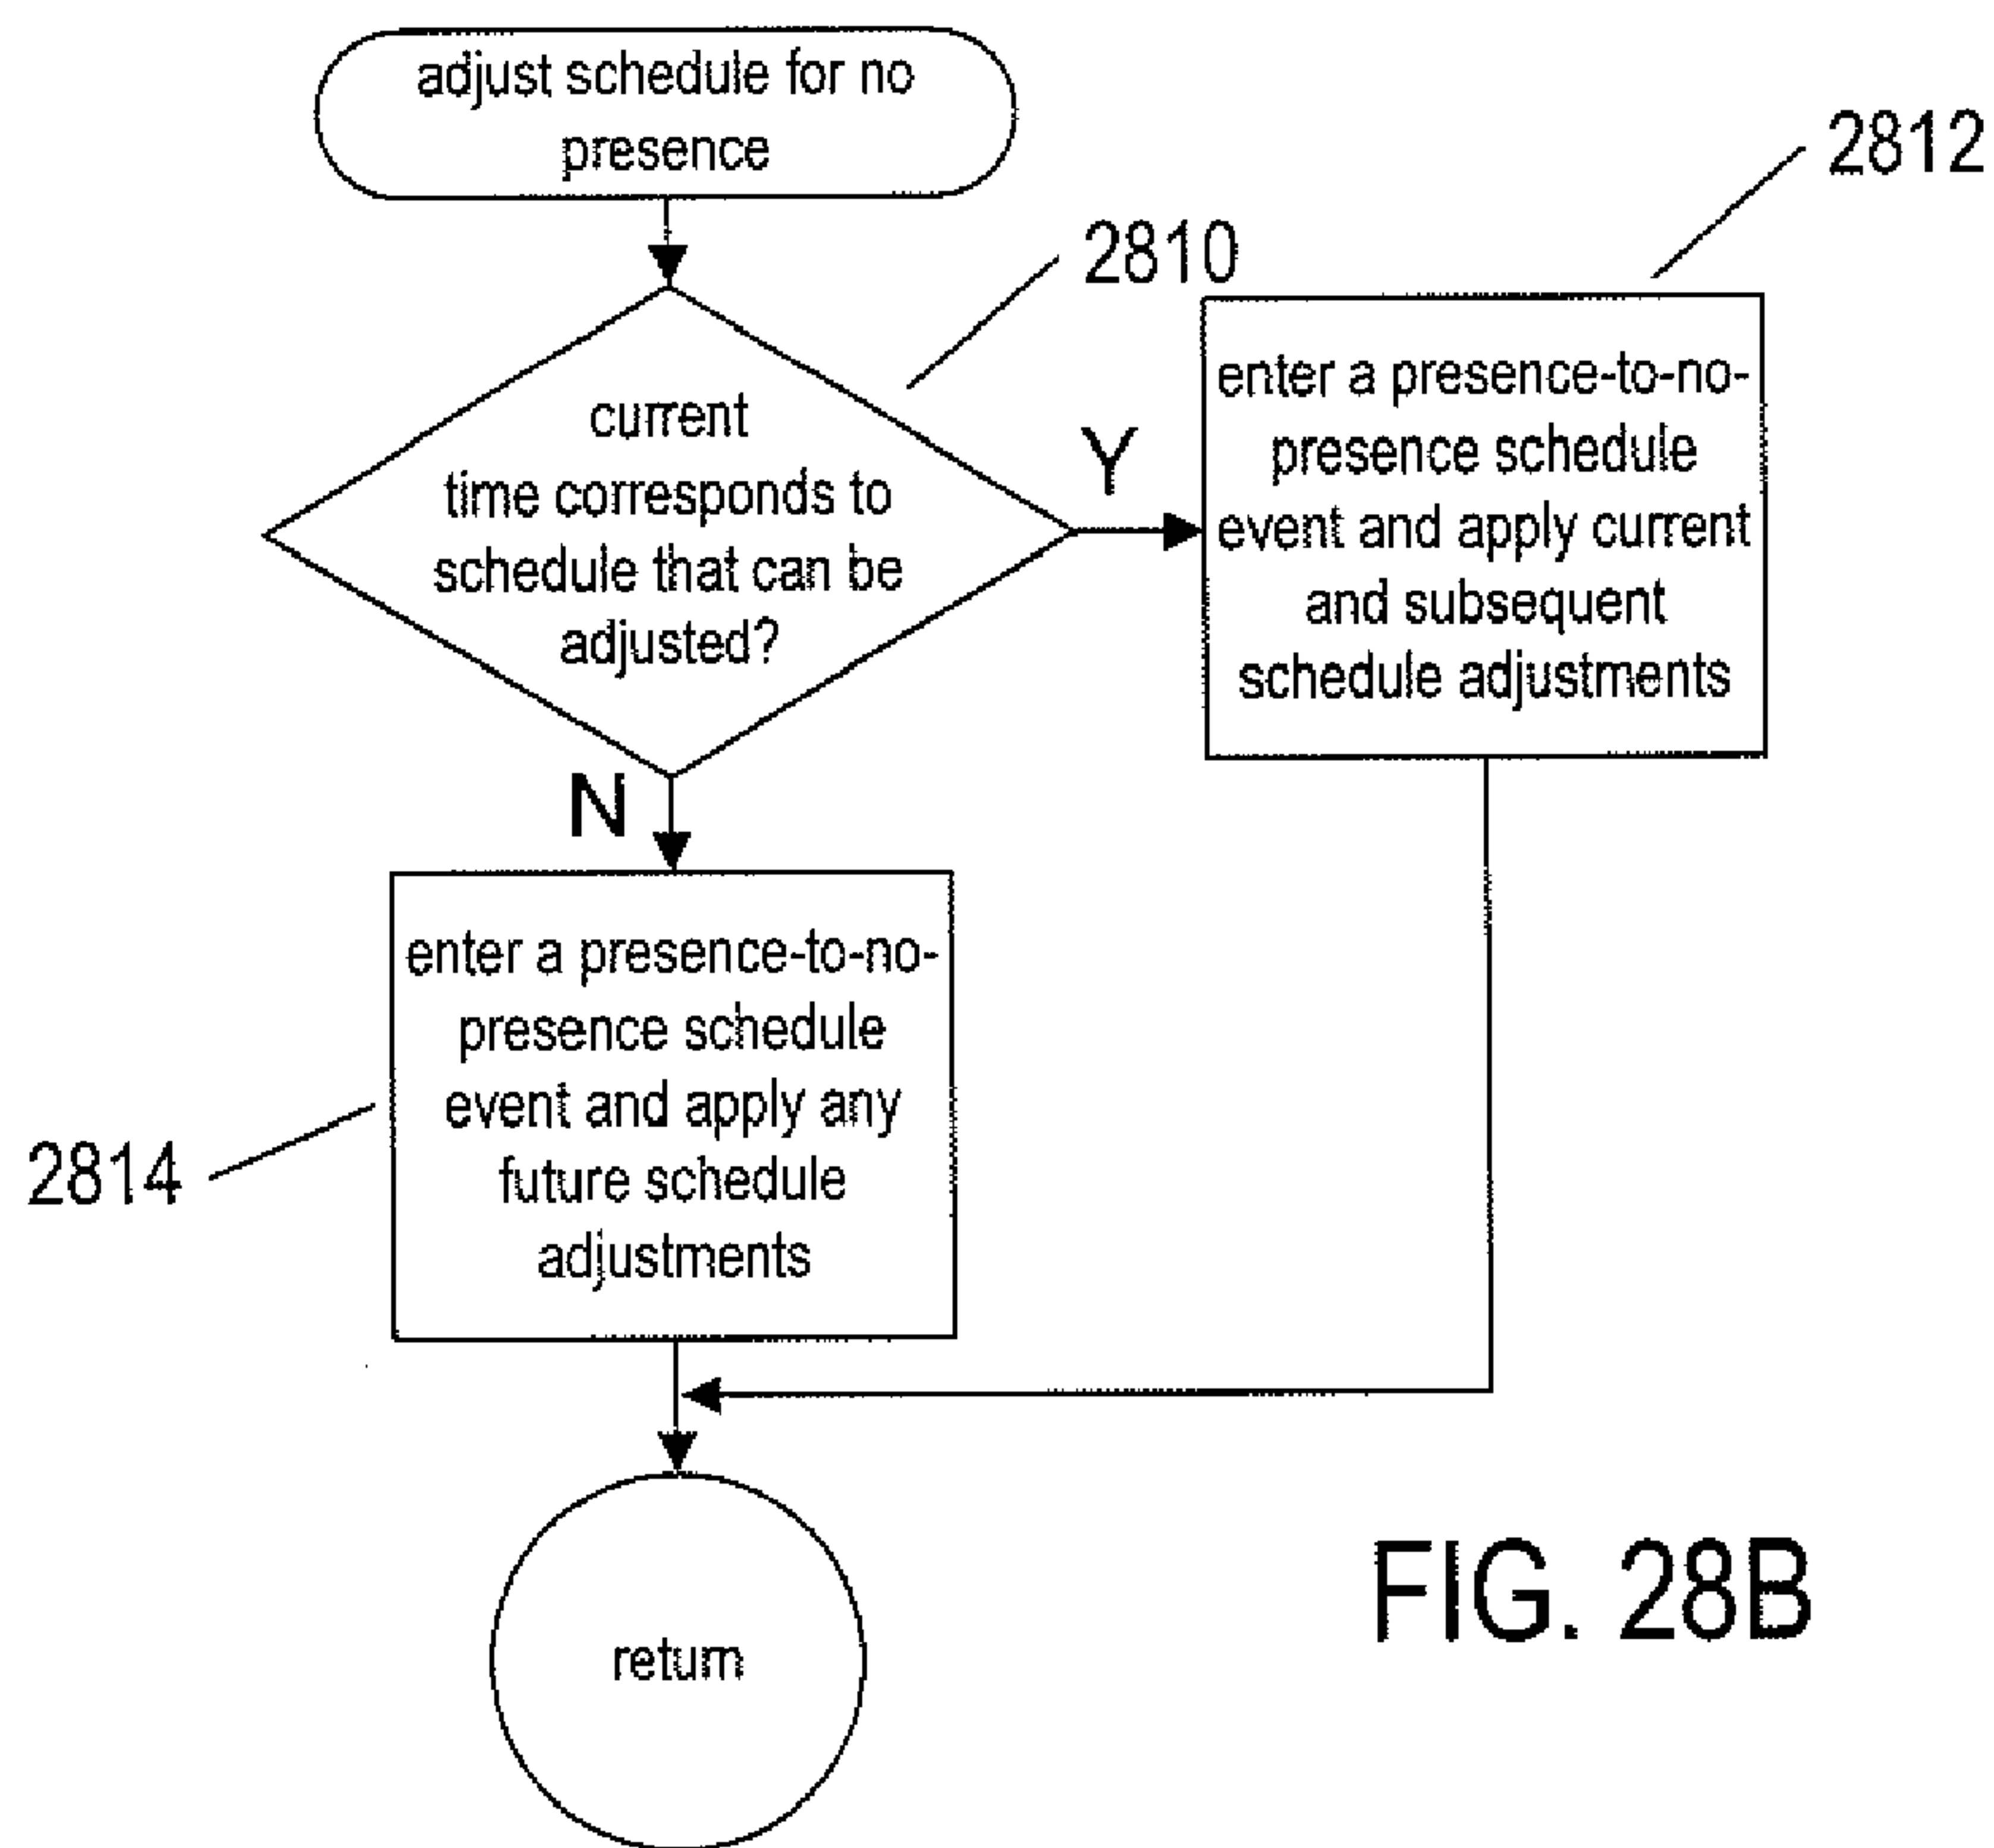 adjust schedule for no
presence
2812
2810
current
time corresponds to
schedule that can be
adjusted?
Y
enter a presence-to-no-
presence schedule
event and apply current
and subsequent
schedule adjustments
N
enter a presence-to-no-
presence schedule
event and apply any
future schedule
adjustments
2814
return
FIG. 28B